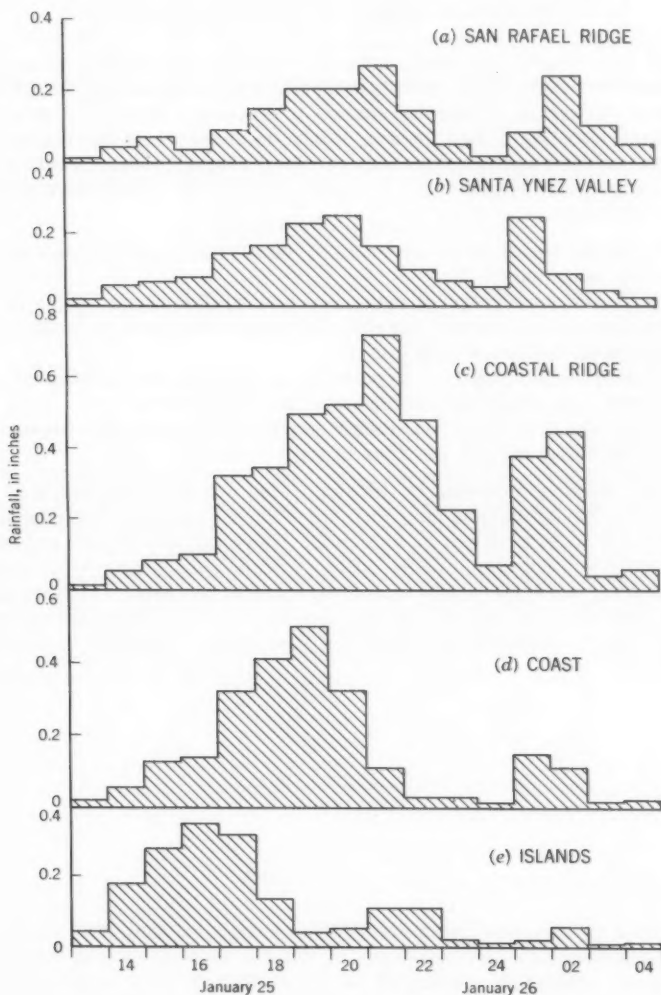 0.4
(a) SAN RAFAEL RIDGE
0.2
0
0.4
(b) SANTA YNEZ VALLEY
0.2
0
0.8
(c) COASTAL RIDGE
0.6
0.4
0.2
0
Rainfall, in inches
0.6
(d) COAST
0.4
0.2
0
0.4
(e) ISLANDS
0.2
0
14 16 18 20 22 24 02 04
January 25 January 26